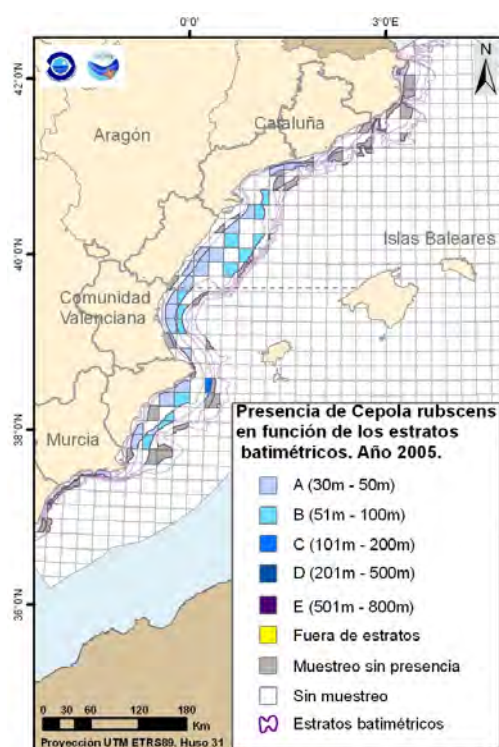 0°0'
3°0'E
42°0'N
N
Cataluña
Aragón
40°0'N
Islas Baleares
Comunidad
Valenciana
38°0'N
Murcia
36°0'N
Presencia de Cepola rubscens
en función de los estratos
batimétricos. Año 2005.
A (30m - 50m)
B (51m - 100m)
C (101m - 200m)
D (201m - 500m)
E (501m - 800m)
Fuera de estratos
Muestreo sin presencia
Sin muestreo
Estratos batimétricos
0 30 60 120 180
Km
Proyección UTM ETRS89. Huso 31